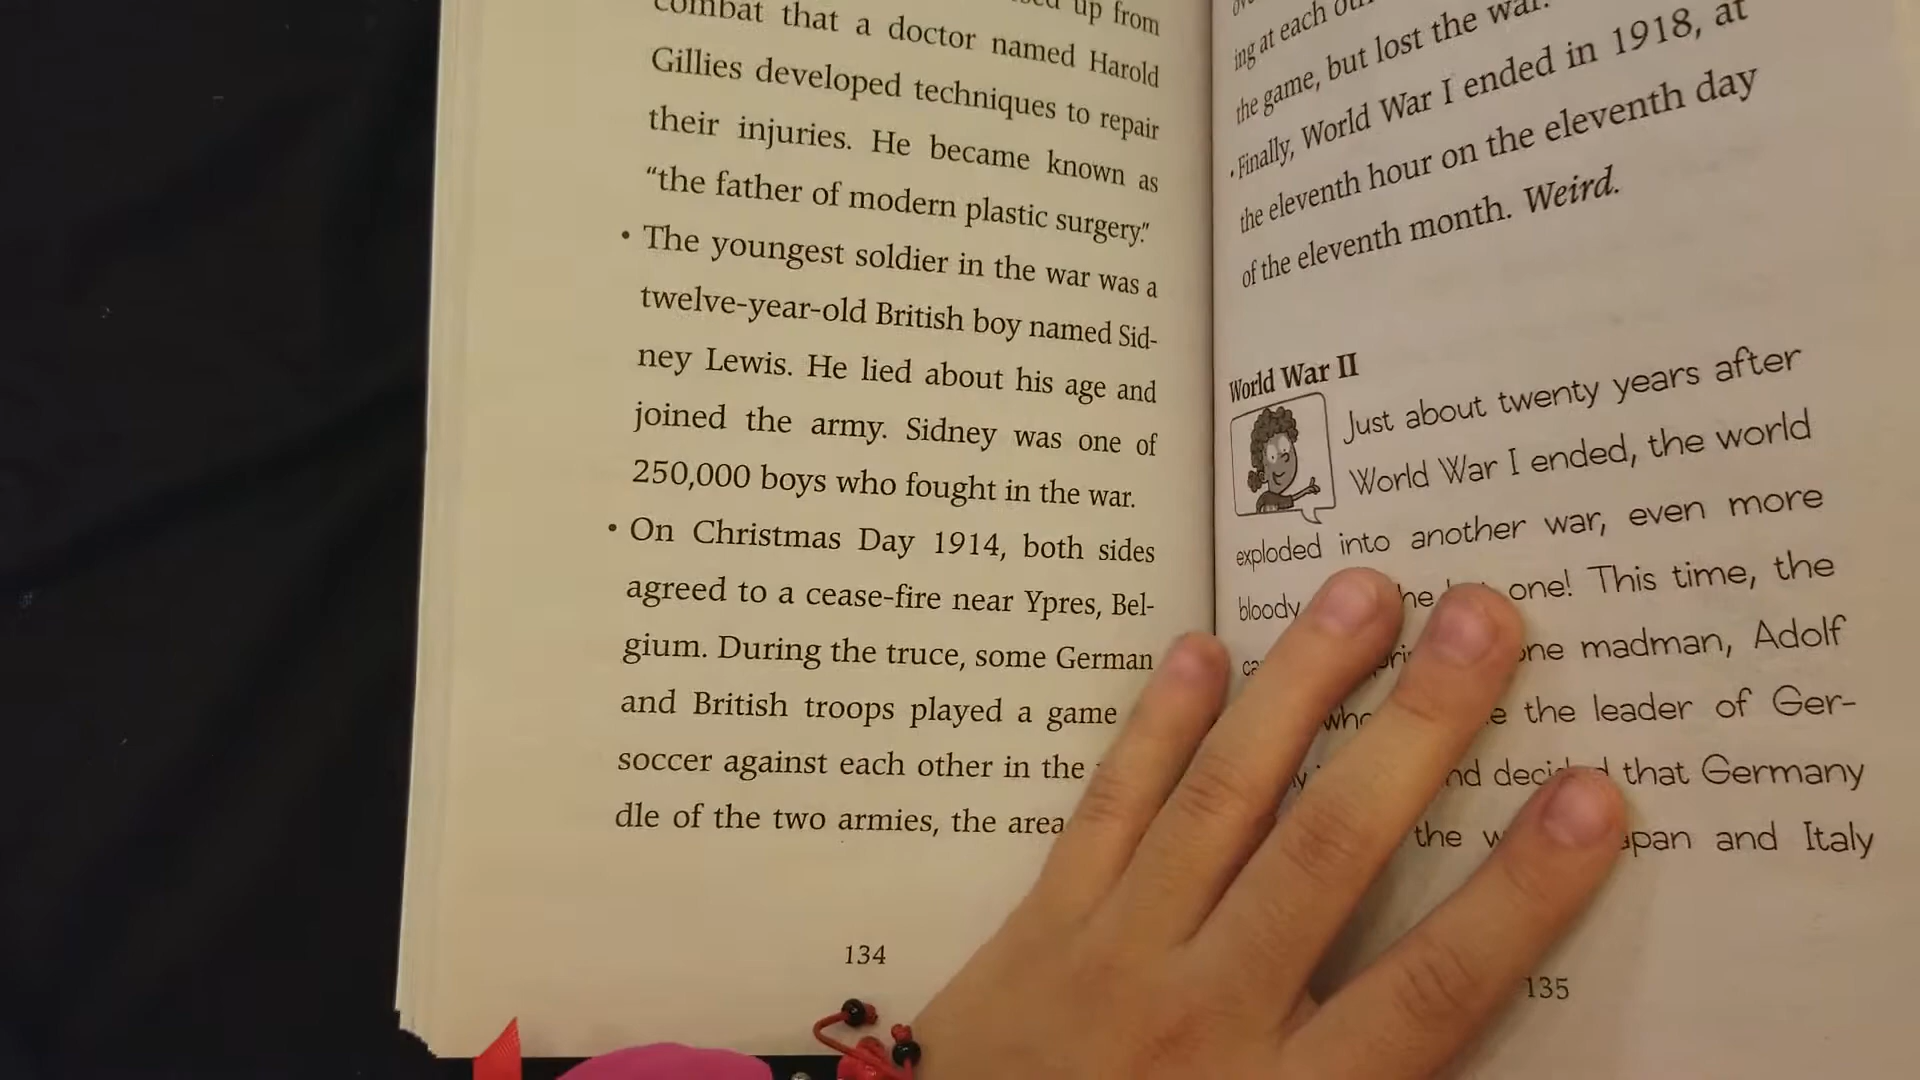 up from
combat that a doctor named Harold
Gillies developed techniques to repair
their injuries. He became known as
“the father of modern plastic surgery.”
• The youngest soldier in the war was a
twelve-year-old British boy named Sid-
ney Lewis. He lied about his age and
joined the army. Sidney was one of
250,000 boys who fought in the war.
• On Christmas Day 1914, both sides
agreed to a cease-fire near Ypres, Bel-
gium. During the truce, some German
and British troops played a game
soccer against each other in the
dle of the two armies, the area
134
ing at each
the game, but lost the war.
• Finally, World War I ended in 1918, at
the eleventh hour on the eleventh day
of the eleventh month. Weird.
World War II
Just about twenty years after
World War I ended, the world
exploded into another war, even more
bloody one! This time, the
one madman, Adolf
the leader of Ger-
that Germany
the and Italy
135